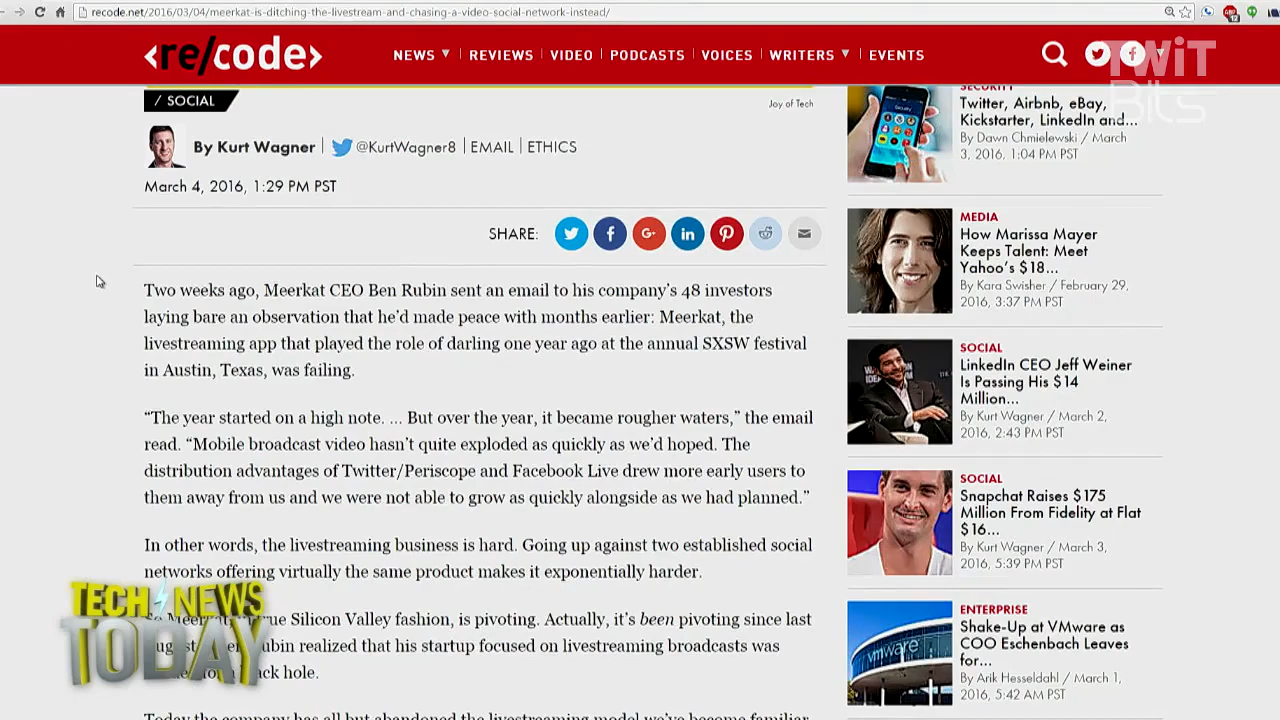 recode.net/2016/03/04/meerkat-is-ditching-the-livestream-and-chasing-a-video-social-network-instead/
<re/code>
NEWS
REVIEWS
VIDEO
PODCASTS
VOICES
WRITERS
EVENTS
TWiT
Bits
/ SOCIAL
Joy of Tech
By Kurt Wagner
@KurtWagner8
EMAIL
ETHICS
March 4, 2016, 1:29 PM PST
SHARE:
Two weeks ago, Meerkat CEO Ben Rubin sent an email to his company's 48 investors
laying bare an observation that he'd made peace with months earlier: Meerkat, the
livestreaming app that played the role of darling one year ago at the annual SXSW festival
in Austin, Texas, was failing.
“The year started on a high note. ... But over the year, it became rougher waters,” the email
read. “Mobile broadcast video hasn't quite exploded as quickly as we'd hoped. The
distribution advantages of Twitter/Periscope and Facebook Live drew more early users to
them away from us and we were not able to grow as quickly alongside as we had planned.”
In other words, the livestreaming business is hard. Going up against two established social
networks offering virtually the same product makes it exponentially harder.
Silicon Valley fashion, is pivoting. Actually, it's been pivoting since last
realized that his startup focused on livestreaming broadcasts was
hole.
Today the company has all but abandoned the livestreaming model we've become familiar
TECH NEWS
TODAY
SECURITY
Twitter, Airbnb, eBay,
Kickstarter, LinkedIn and...
By Dawn Chmielewski / March
3, 2016, 1:04 PM PST
MEDIA
How Marissa Mayer
Keeps Talent: Meet
Yahoo's $18...
By Kara Swisher / February 29,
2016, 3:37 PM PST
SOCIAL
LinkedIn CEO Jeff Weiner
Is Passing His $14
Million...
By Kurt Wagner / March 2,
2016, 2:43 PM PST
SOCIAL
Snapchat Raises $175
Million From Fidelity at Flat
$16...
By Kurt Wagner / March 3,
2016, 5:39 PM PST
ENTERPRISE
Shake-Up at VMware as
COO Eschenbach Leaves
for...
By Arik Hesseldahl / March 1,
2016, 5:42 AM PST
vmware